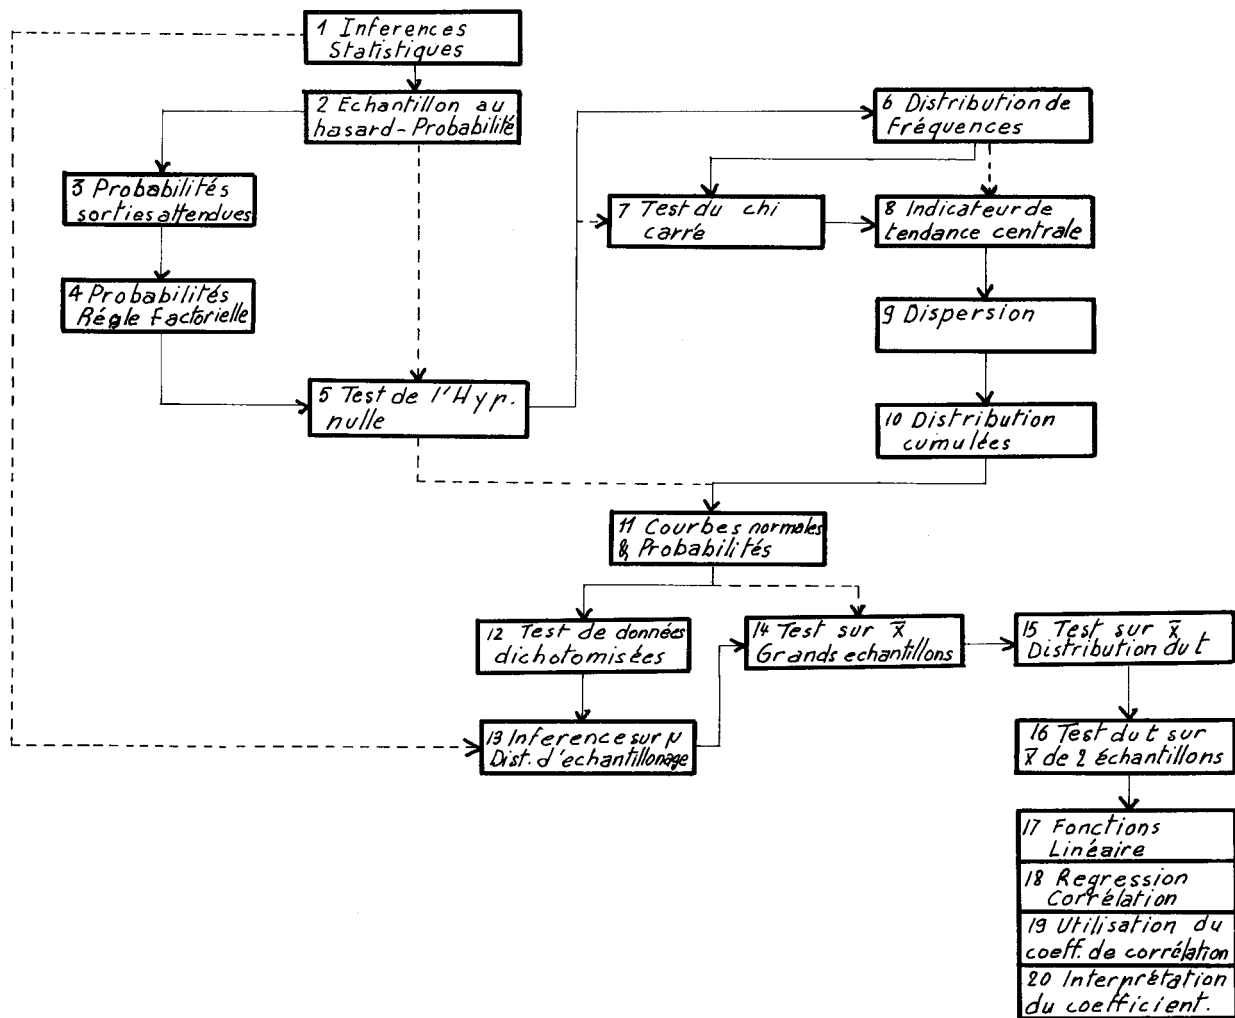 1 Inferences
Statistiques
2 Echantillon au
hasard-Probabilité
3 Probabilités
sorties attendues
4 Probabilités
Régle Factorielle
5 Test de l'Hyp.
nulle
6 Distribution de
Fréquences
7 Test du chi
carré
8 Indicateur de
tendance centrale
9 Dispersion
10 Distribution
cumulées
11 Courbes normales
& Probabilités
12 Test de données
dichotomisées
13 Inference sur μ
Dist. d'echantillonage
14 Test sur x̄
Grands echantillons
15 Test sur x̄
Distribution du t
16 Test du t sur
x̄ de 2 échantillons
17 Fonctions
Linéaire
18 Regression
Corrélation
19 Utilisation du
coeff. de corrélation
20 Interprétation
du coefficient.